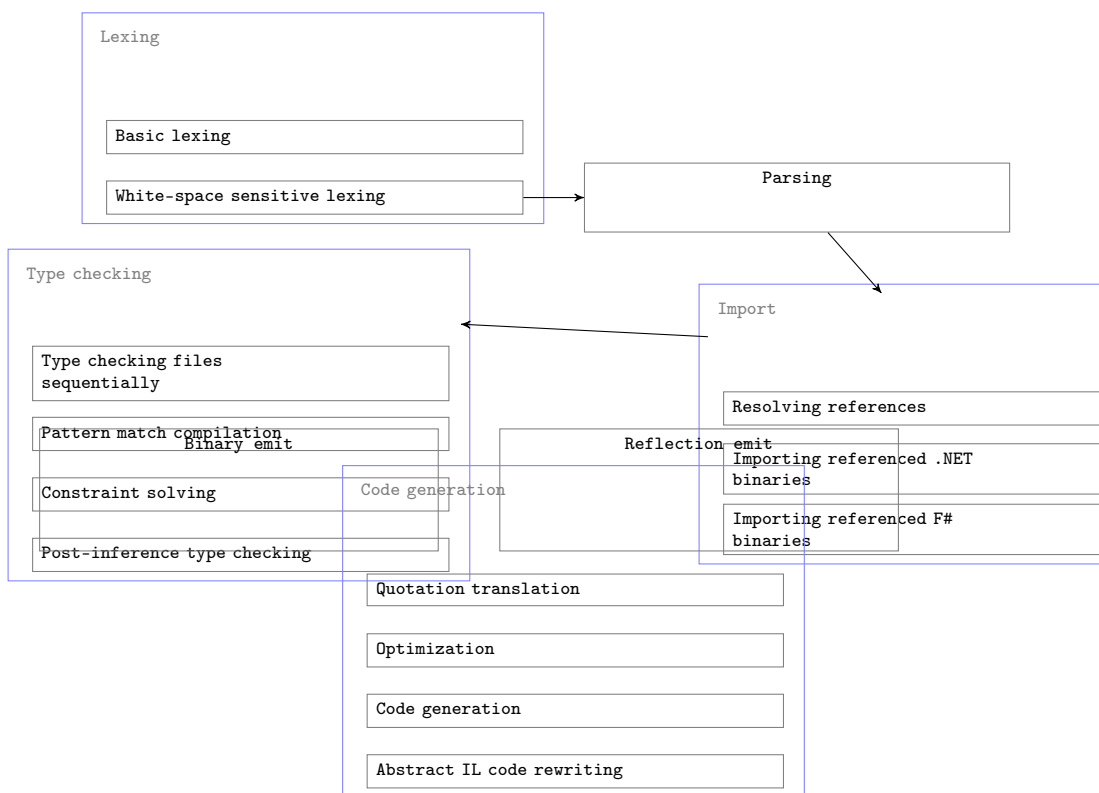 Lexing
Basic lexing
White-space sensitive lexing
Parsing
Type checking
Type checking files
sequentially
Pattern match compilation
Constraint solving
Post-inference type checking
Import
Resolving references
Importing referenced .NET
binaries
Importing referenced F#
binaries
Binary emit
Reflection emit
Code generation
Quotation translation
Optimization
Code generation
Abstract IL code rewriting